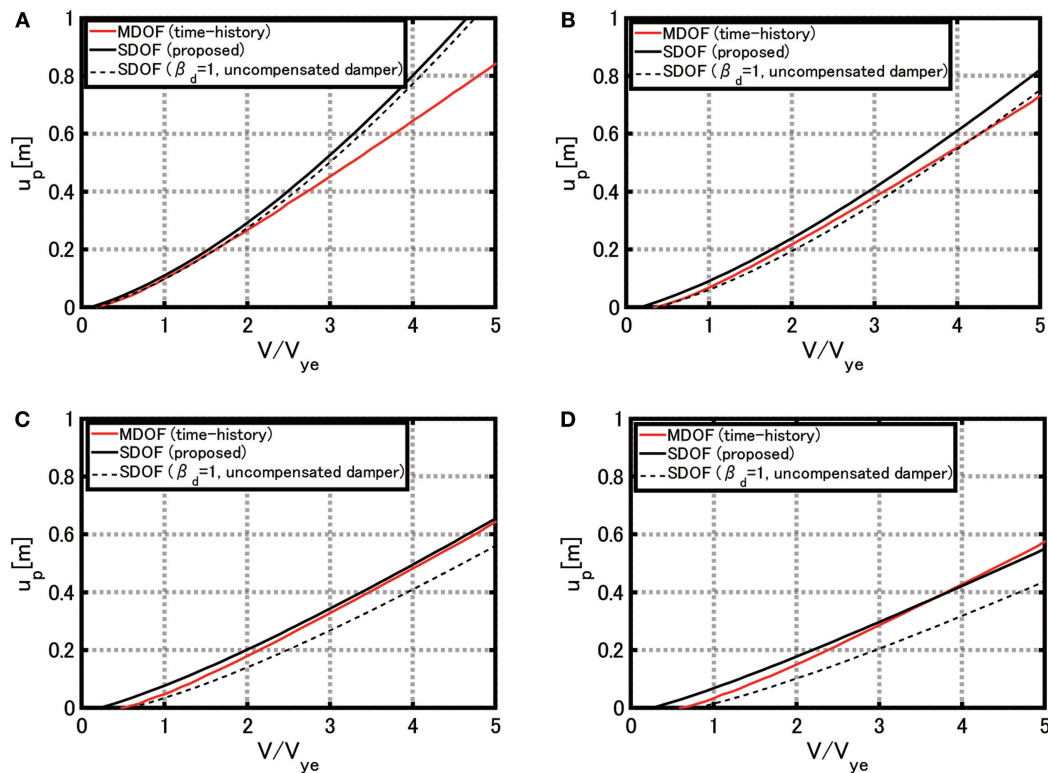 A
MDOF (time-history)
SDOF (proposed)
SDOF (βd=1, uncompensated damper)
1
0.8
0.6
0.4
0.2
0
up[m]
0 1 2 3 4 5
V/Vye
B
MDOF (time-history)
SDOF (proposed)
SDOF (βd=1, uncompensated damper)
1
0.8
0.6
0.4
0.2
0
up[m]
0 1 2 3 4 5
V/Vye
C
MDOF (time-history)
SDOF (proposed)
SDOF (βd=1, uncompensated damper)
1
0.8
0.6
0.4
0.2
0
up[m]
0 1 2 3 4 5
V/Vye
D
MDOF (time-history)
SDOF (proposed)
SDOF (βd=1, uncompensated damper)
1
0.8
0.6
0.4
0.2
0
up[m]
0 1 2 3 4 5
V/Vye